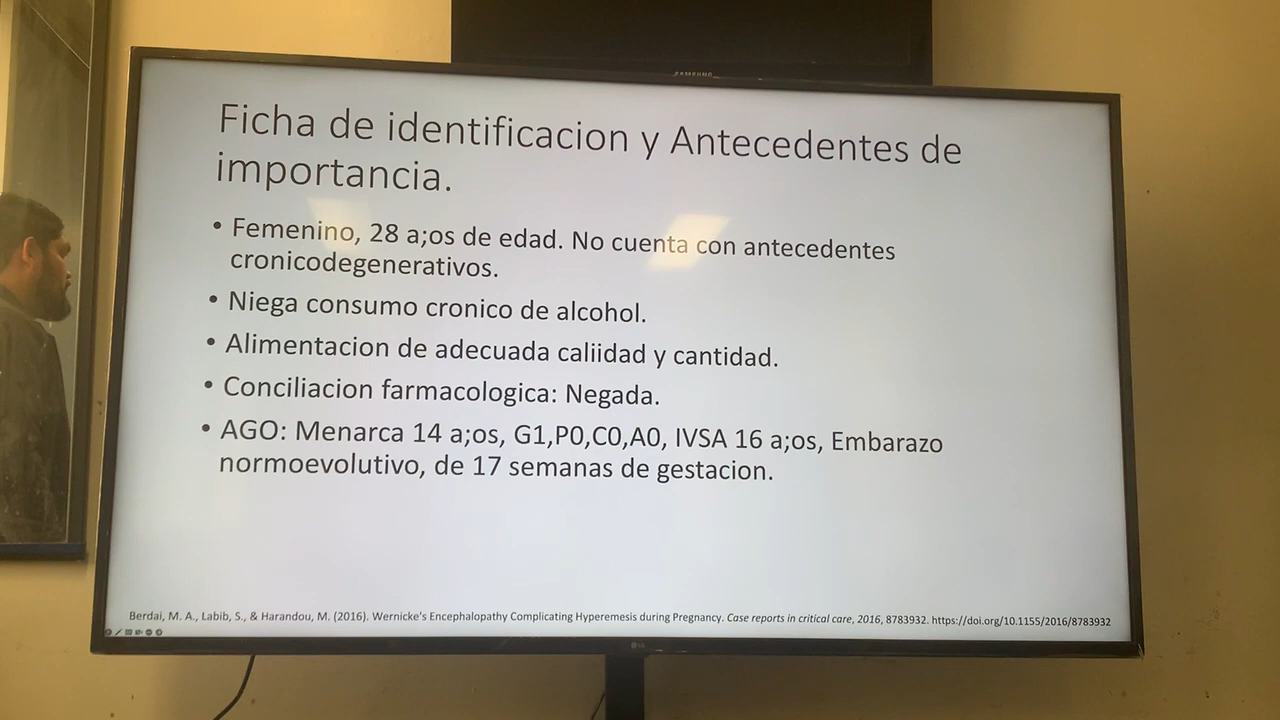 SAMSUNG
Ficha de identificacion y Antecedentes de
importancia.
• Femenino, 28 a;os de edad. No cuenta con antecedentes
cronicodegenerativos.
• Niega consumo cronico de alcohol.
• Alimentacion de adecuada caliidad y cantidad.
• Conciliacion farmacologica: Negada.
• AGO: Menarca 14 a;os, G1,P0,C0,A0, IVSA 16 a;os, Embarazo
normoevolutivo, de 17 semanas de gestacion.
Berdai, M. A., Labib, S., & Harandou, M. (2016). Wernicke's Encephalopathy Complicating Hyperemesis during Pregnancy. Case reports in critical care, 2016, 8783932. https://doi.org/10.1155/2016/8783932
LG